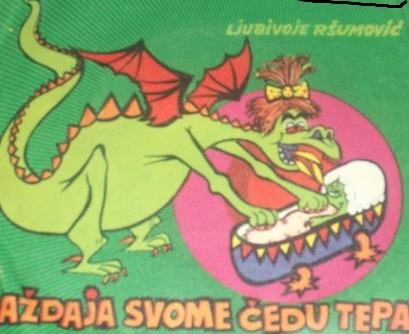 LJUBIVOJE RŠUMOVIĆ
AŽDAJA SVOME ČEDU TEPA